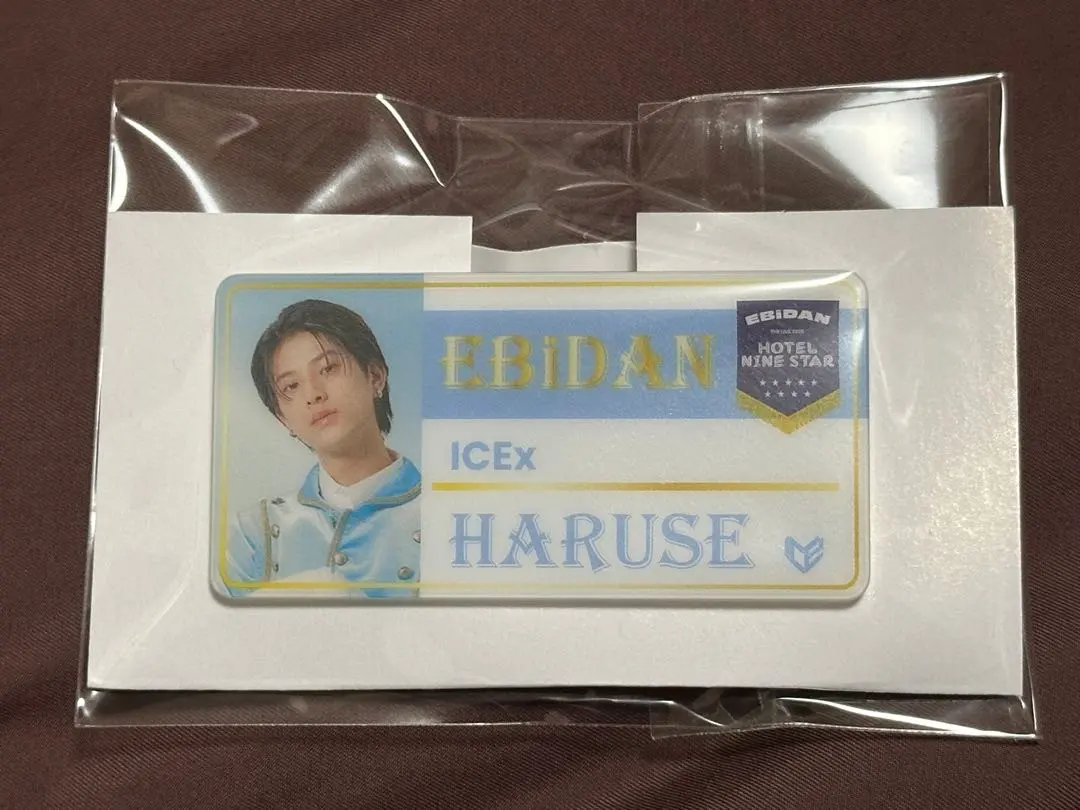 EBiDAN
EBiDAN
HOTEL
NINE STAR
ICEx
HARUSE